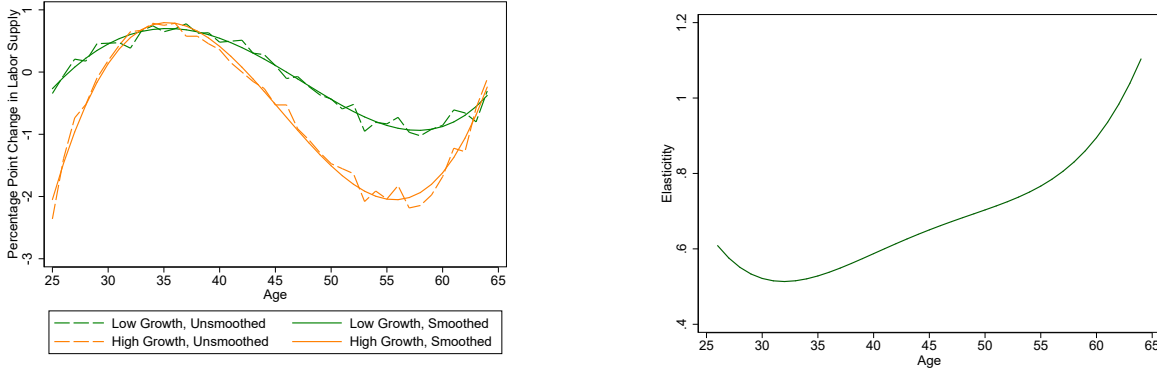 Percentage Point Change in Labor Supply
1
0
-1
-2
-3
25 30 35 40 45 50 55 60 65
Age
Low Growth, Unsmoothed Low Growth, Smoothed
High Growth, Unsmoothed High Growth, Smoothed
Elasticitity
1.2
1
.8
.6
.4
25 30 35 40 45 50 55 60 65
Age